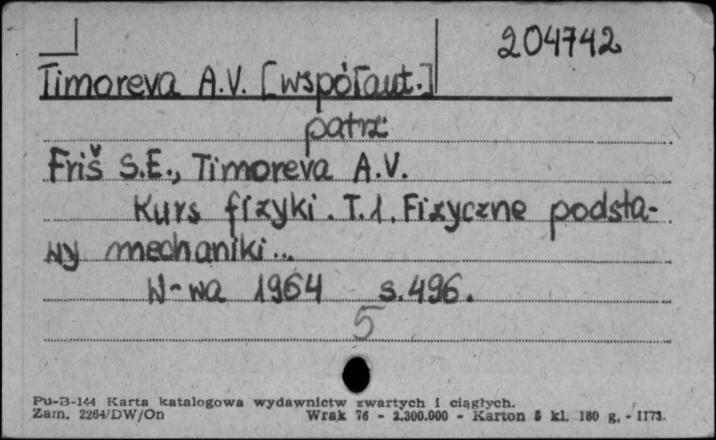 204742
Timoreva A.V. [współaut.]
patrz:
Friš S.E., Timoreva A.V.
Kurs fizyki. T.1. Fizyczne podsta-
wy mechaniki...
W-wa 1964 s.496.
5
Pu-B-144 Karta katalogowa wydawnictw zwartych i ciągłych.
Zam. 2264/DW/On Wrak 76 - 2.300.000 - Karton 5 kl. 180 g. - II73.